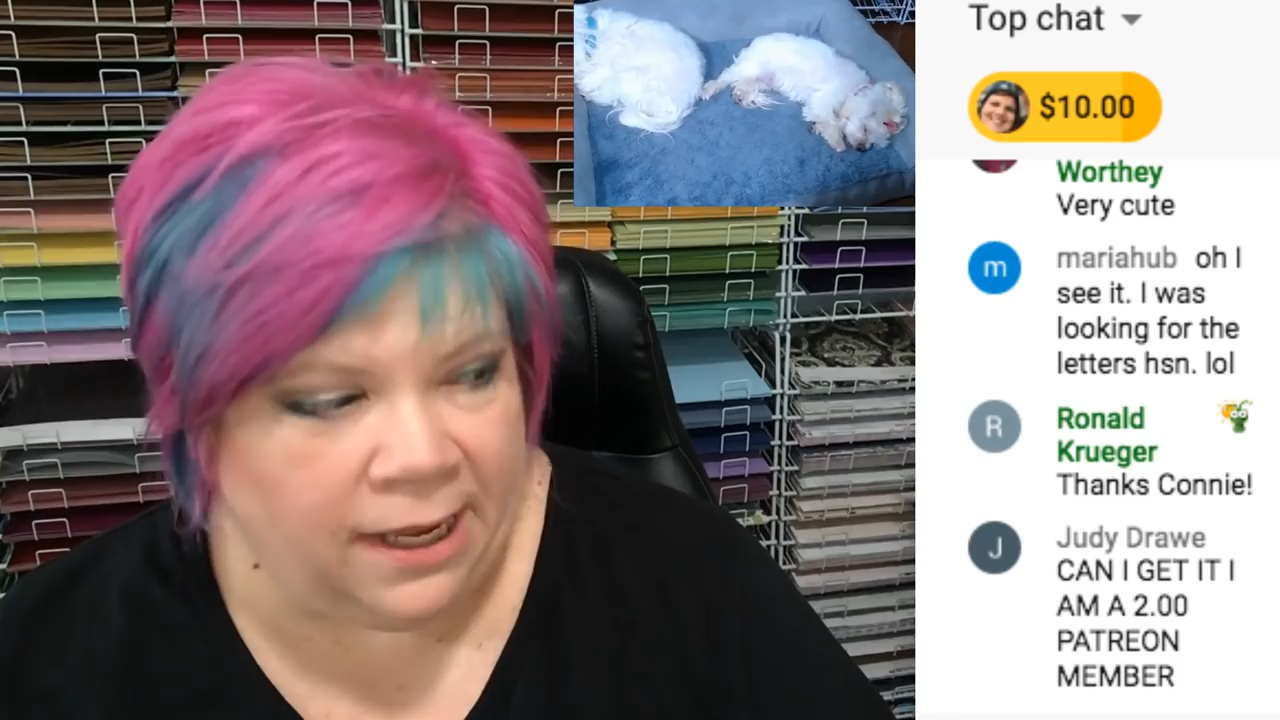 Top chat
$10.00
Worthey
Very cute
m
mariahub oh I
see it. I was
looking for the
letters hsn. lol
R
Ronald
Krueger
Thanks Connie!
J
Judy Drawe
CAN I GET IT I
AM A 2.00
PATREON
MEMBER